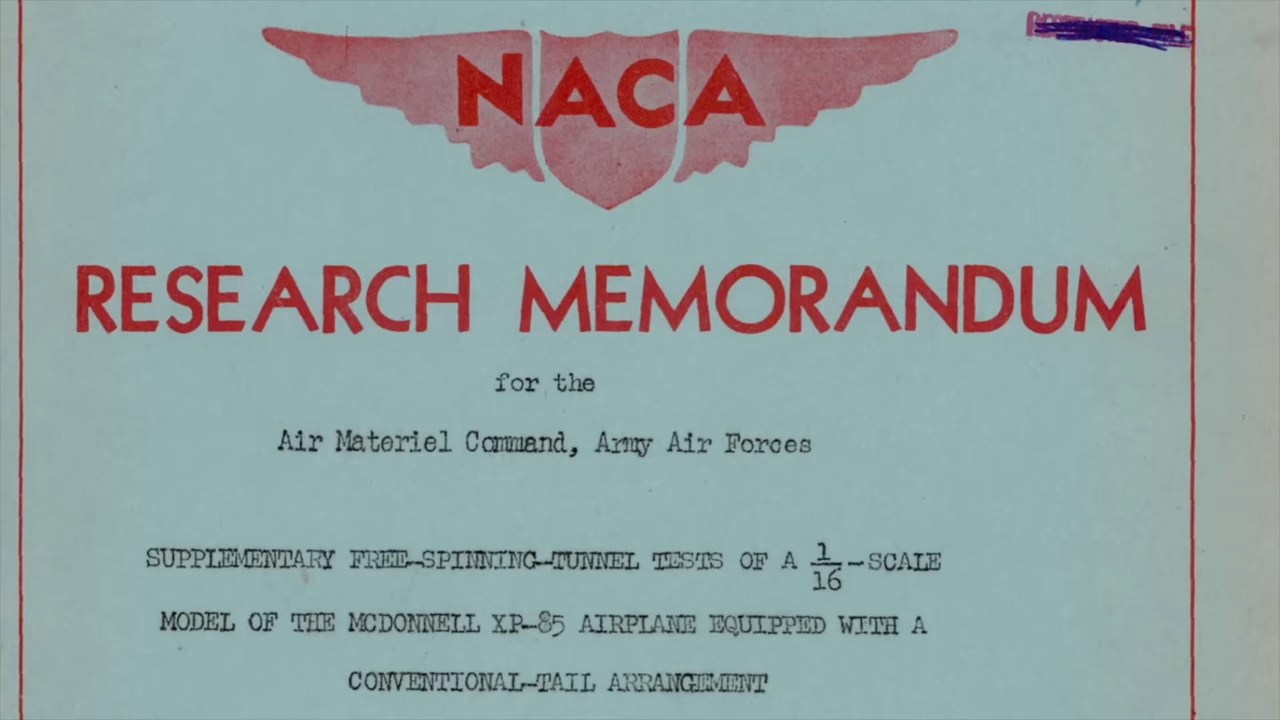 NACA
RESEARCH MEMORANDUM
for the
Air Materiel Command, Army Air Forces
SUPPLEMENTARY FREE-SPINNING-TUNNEL TESTS OF A 1/16-SCALE
MODEL OF THE MCDONNELL XP-85 AIRPLANE EQUIPPED WITH A
CONVENTIONAL-TAIL ARRANGEMENT